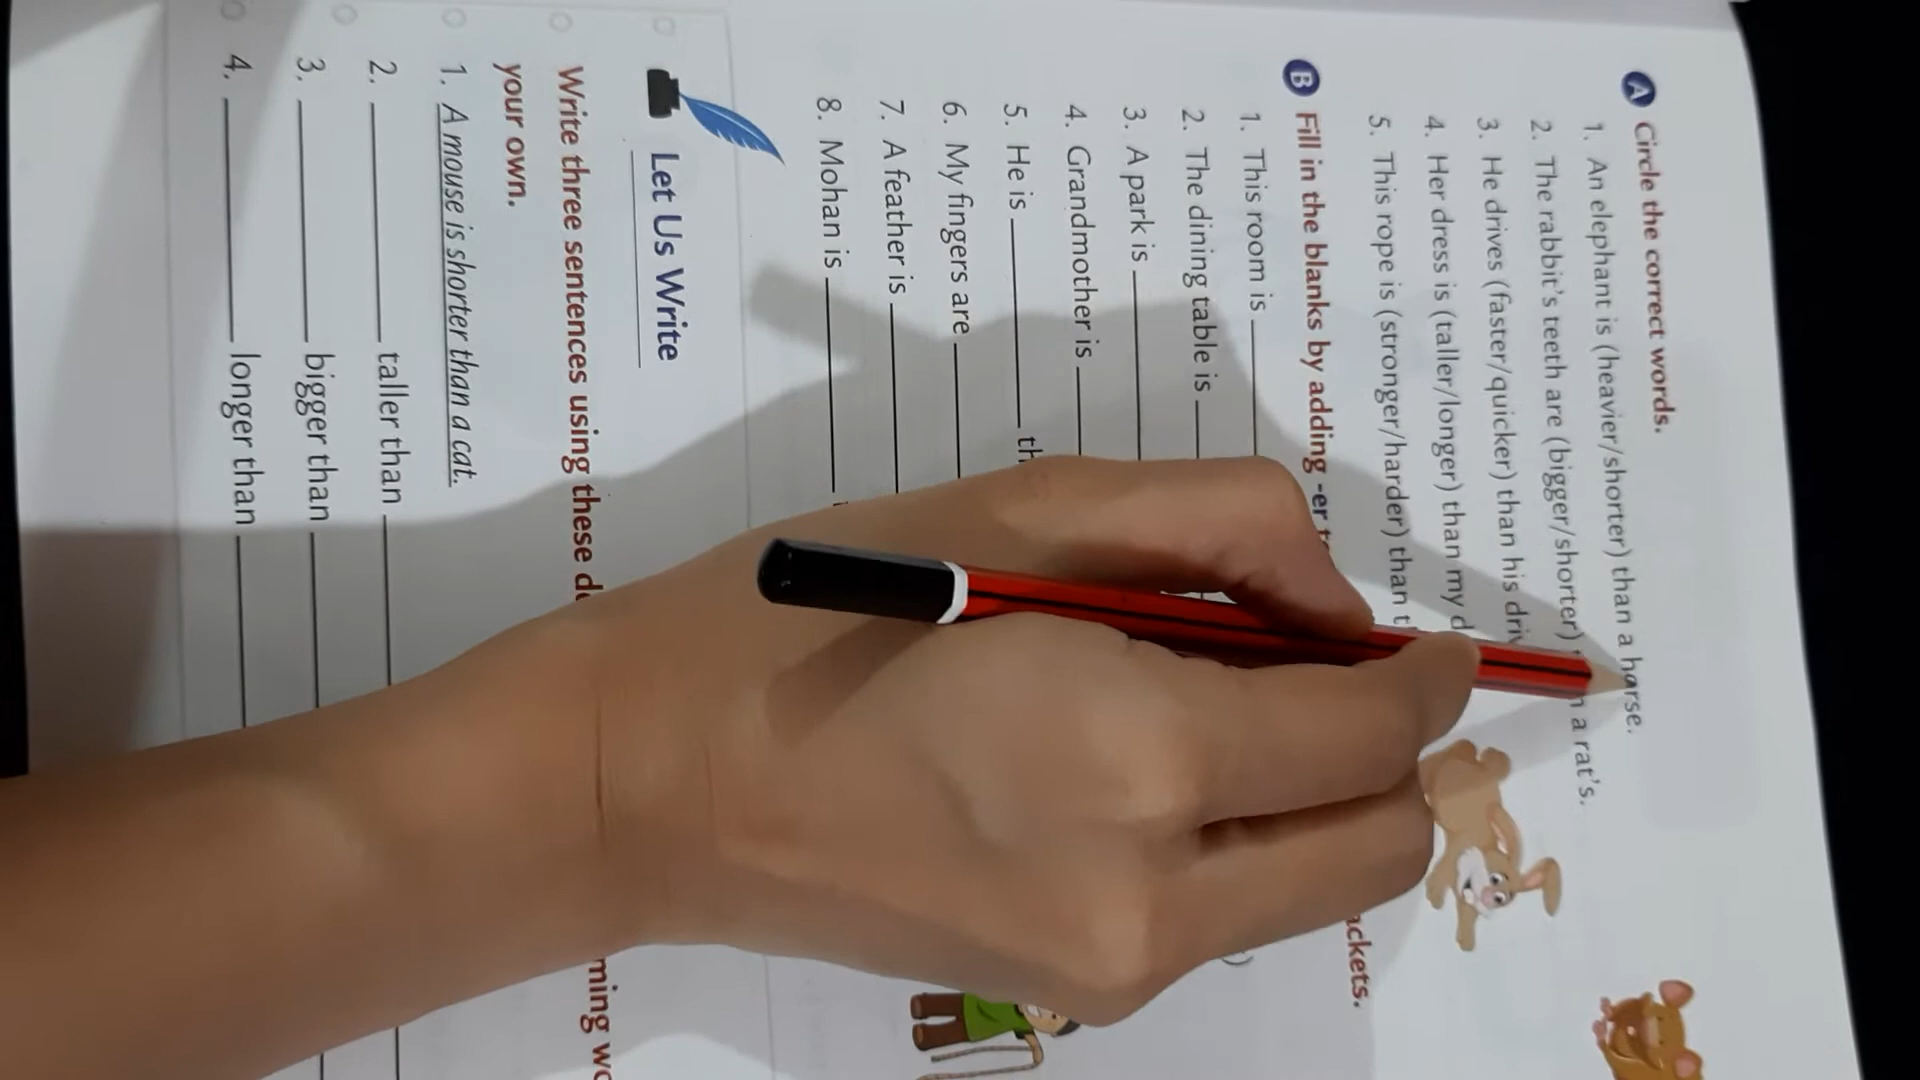 A Circle the correct words.
1. An elephant is (heavier/shorter) than a horse.
2. The rabbit's teeth are (bigger/shorter) a rat's.
3. He drives (faster/quicker) than his
4. Her dress is (taller/longer) than my
5. This rope is (stronger/harder) than
B Fill in the blanks by adding -er
1. This room is
2. The dining table is
3. A park is
4. Grandmother is
5. He is
6. My fingers are
7. A feather is
8. Mohan is
Let Us Write
Write three sentences using these
your own.
1. A mouse is shorter than a cat.
2. taller than
3. bigger than
4. longer than